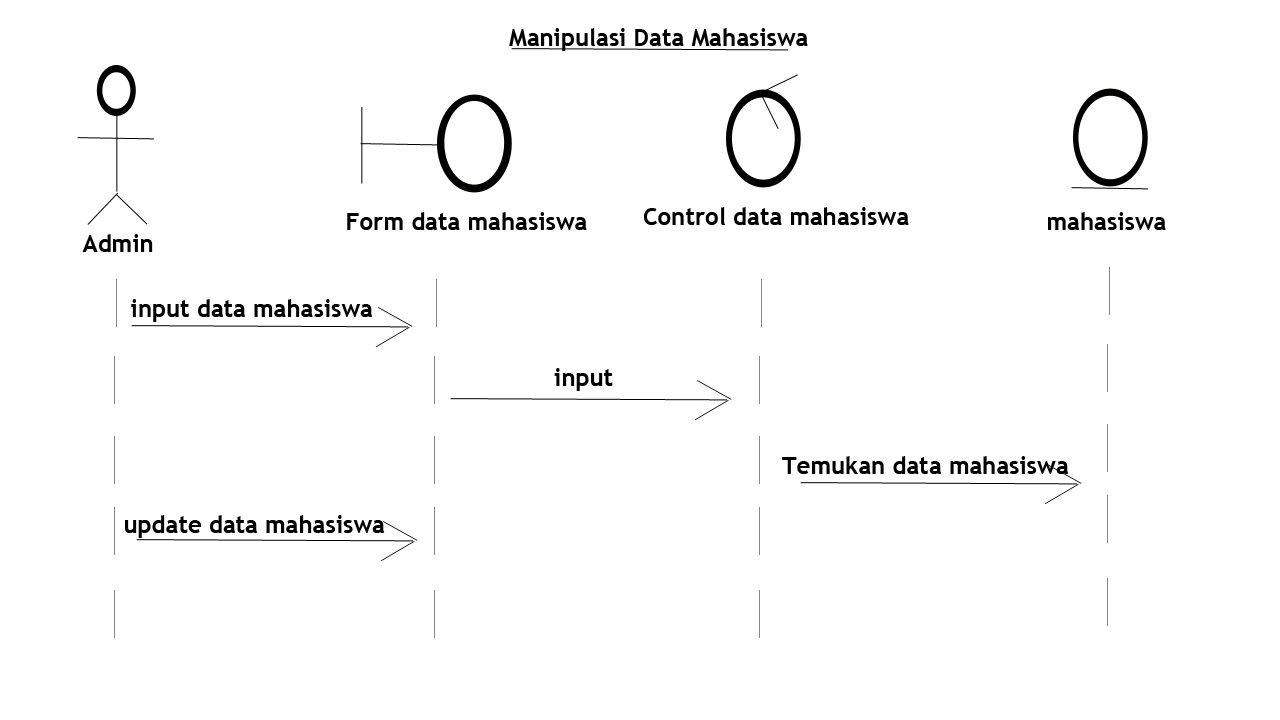 Manipulasi Data Mahasiswa
Admin
Form data mahasiswa
Control data mahasiswa
mahasiswa
input data mahasiswa
input
Temukan data mahasiswa
update data mahasiswa